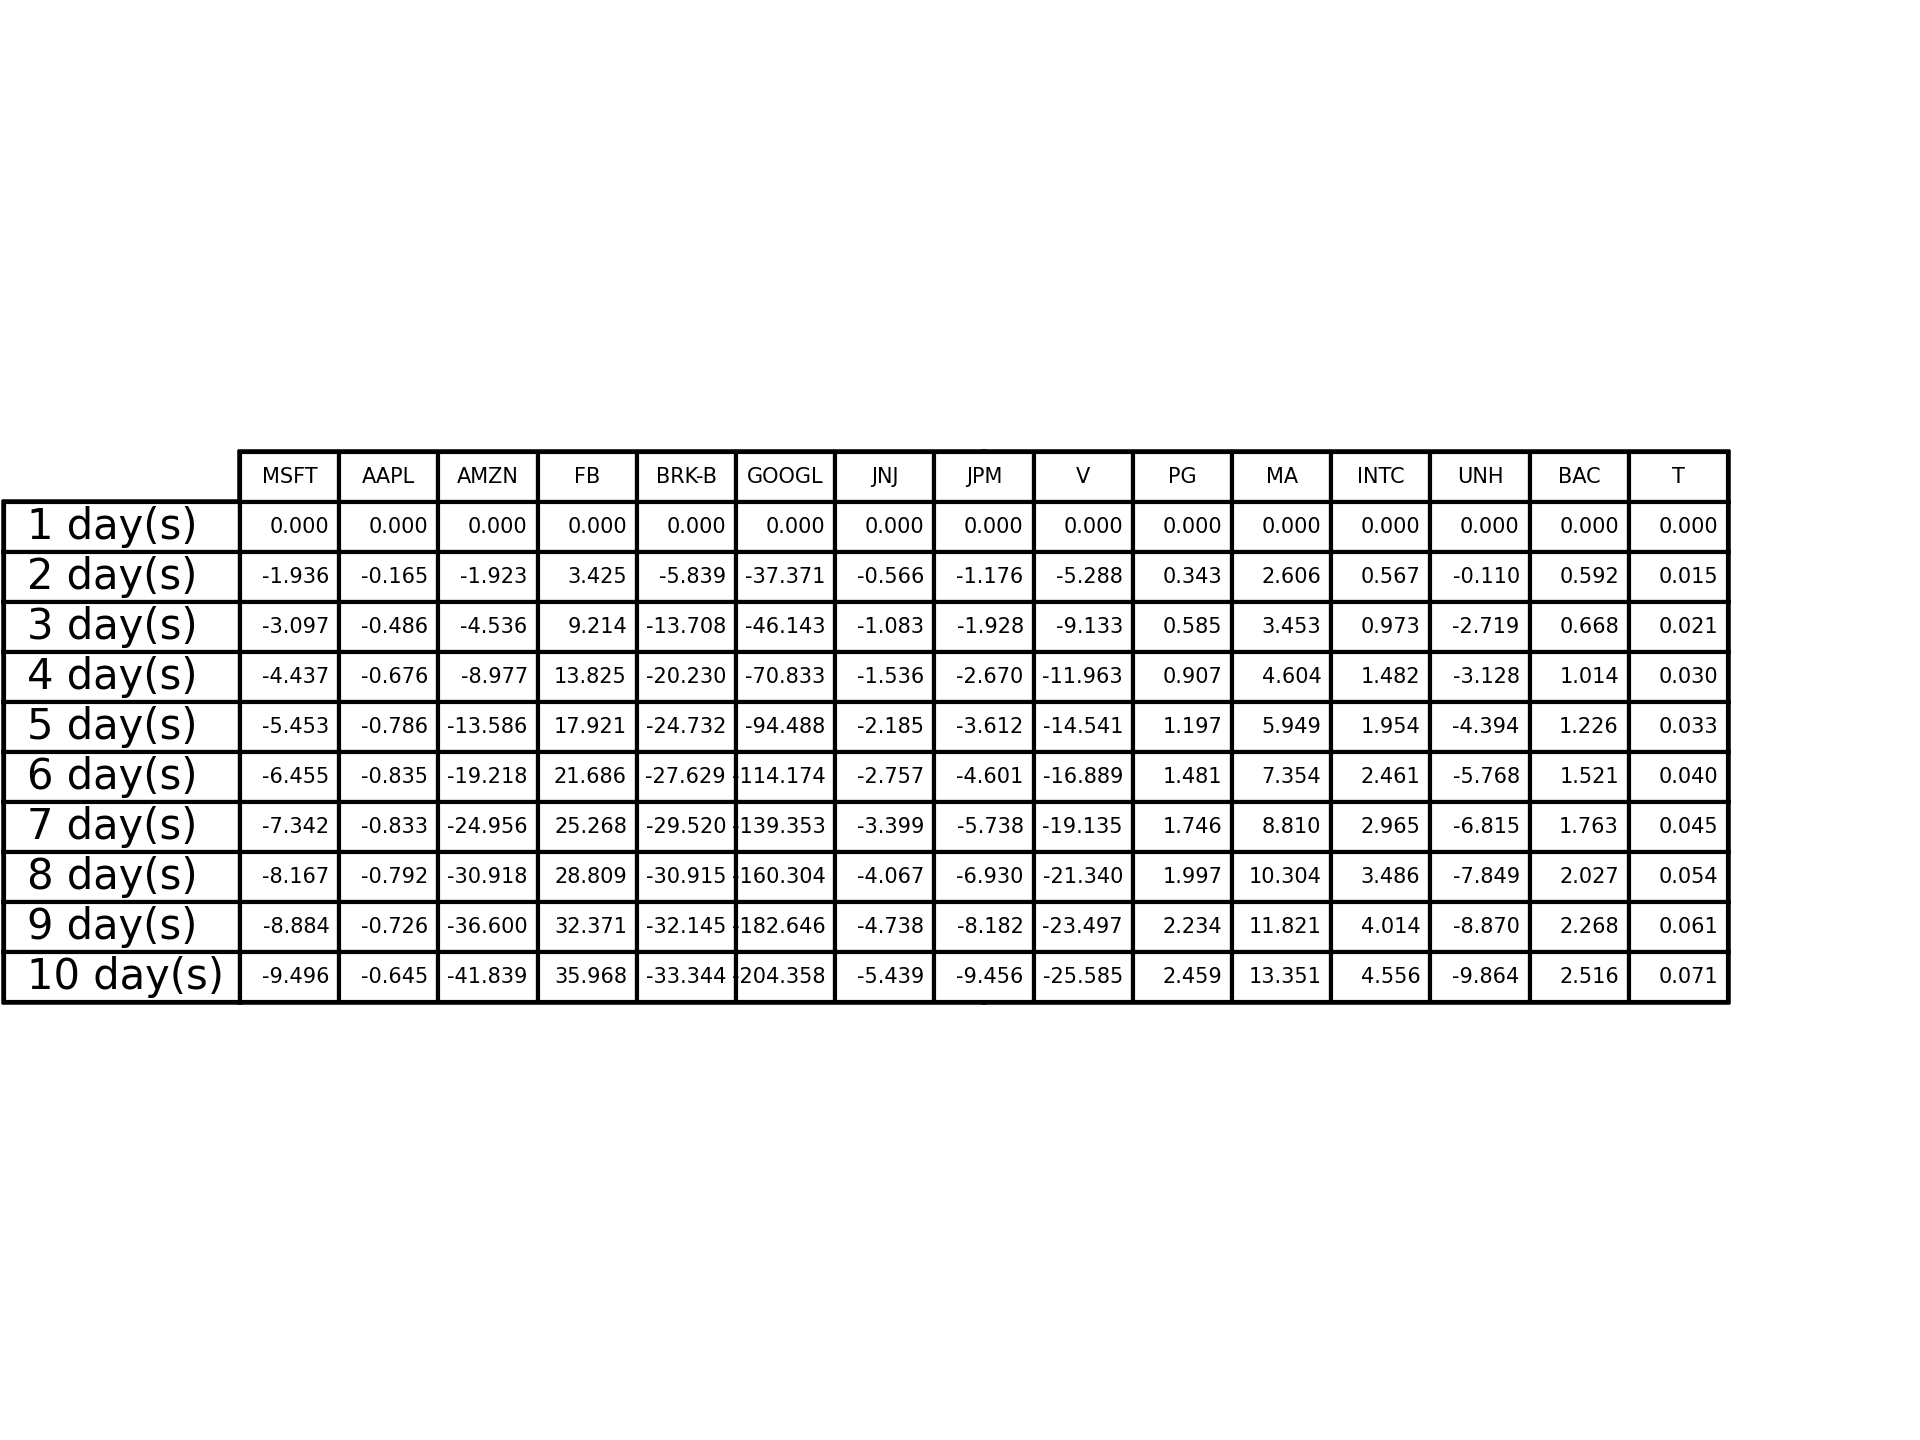 MSFT AAPL AMZN FB BRK-B GOOGL JNJ JPM V PG MA INTC UNH BAC T
1 day(s) 0.000 0.000 0.000 0.000 0.000 0.000 0.000 0.000 0.000 0.000 0.000 0.000 0.000 0.000 0.000
2 day(s) -1.936 -0.165 -1.923 3.425 -5.839 -37.371 -0.566 -1.176 -5.288 0.343 2.606 0.567 -0.110 0.592 0.015
3 day(s) -3.097 -0.486 -4.536 9.214 -13.708 -46.143 -1.083 -1.928 -9.133 0.585 3.453 0.973 -2.719 0.668 0.021
4 day(s) -4.437 -0.676 -8.977 13.825 -20.230 -70.833 -1.536 -2.670 -11.963 0.907 4.604 1.482 -3.128 1.014 0.030
5 day(s) -5.453 -0.786 -13.586 17.921 -24.732 -94.488 -2.185 -3.612 -14.541 1.197 5.949 1.954 -4.394 1.226 0.033
6 day(s) -6.455 -0.835 -19.218 21.686 -27.629 -114.174 -2.757 -4.601 -16.889 1.481 7.354 2.461 -5.768 1.521 0.040
7 day(s) -7.342 -0.833 -24.956 25.268 -29.520 -139.353 -3.399 -5.738 -19.135 1.746 8.810 2.965 -6.815 1.763 0.045
8 day(s) -8.167 -0.792 -30.918 28.809 -30.915 -160.304 -4.067 -6.930 -21.340 1.997 10.304 3.486 -7.849 2.027 0.054
9 day(s) -8.884 -0.726 -36.600 32.371 -32.145 -182.646 -4.738 -8.182 -23.497 2.234 11.821 4.014 -8.870 2.268 0.061
10 day(s) -9.496 -0.645 -41.839 35.968 -33.344 -204.358 -5.439 -9.456 -25.585 2.459 13.351 4.556 -9.864 2.516 0.071